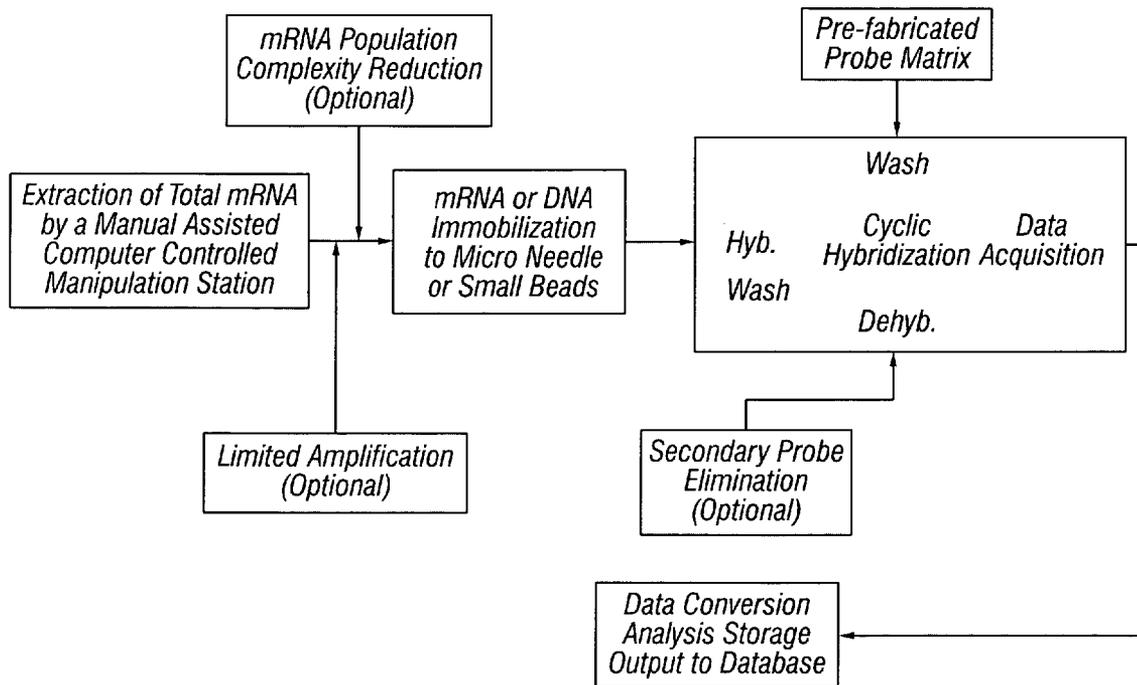 mRNA Population
Complexity Reduction
(Optional)
Pre-fabricated
Probe Matrix
Extraction of Total mRNA
by a Manual Assisted
Computer Controlled
Manipulation Station
mRNA or DNA
Immobilization
to Micro Needle
or Small Beads
Wash
Hyb.
Wash
Cyclic
Hybridization
Data
Acquisition
Dehyb.
Limited Amplification
(Optional)
Secondary Probe
Elimination
(Optional)
Data Conversion
Analysis Storage
Output to Database